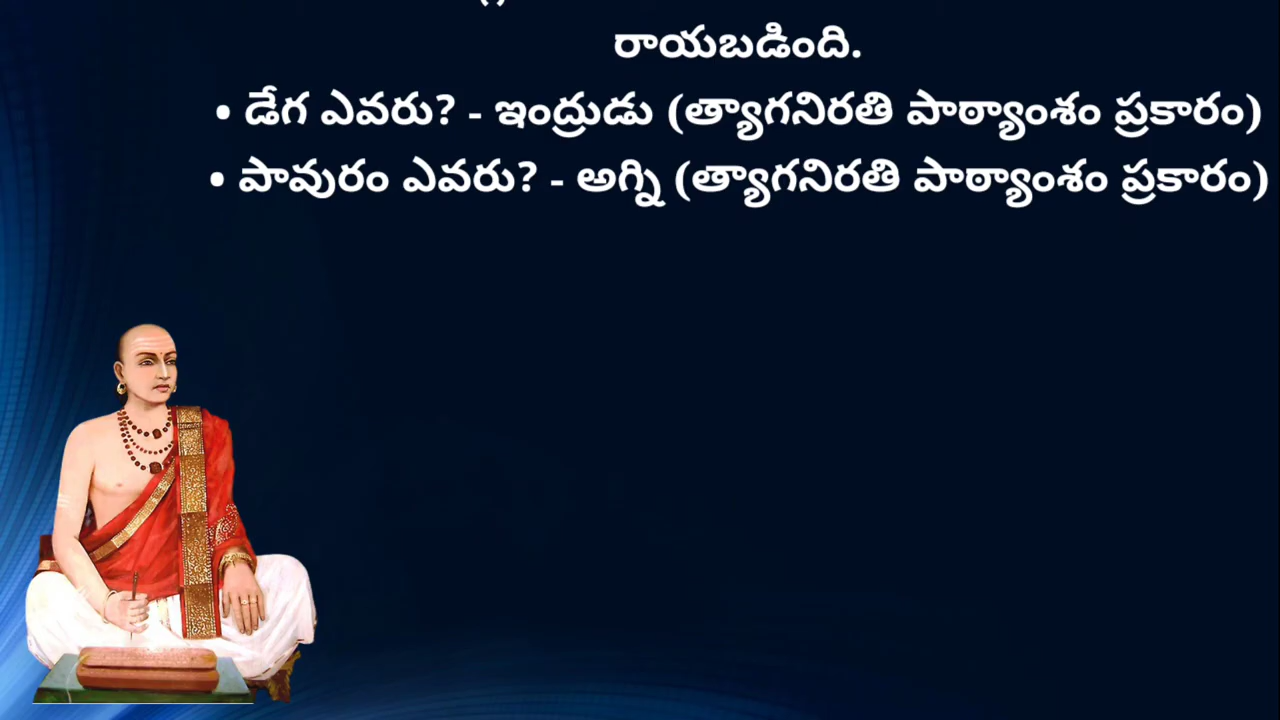 రాయబడింది.
• డేగ ఎవరు? - ఇంద్రుడు (త్యాగనిరతి పాఠ్యాంశం ప్రకారం)
• పావురం ఎవరు? - అగ్ని (త్యాగనిరతి పాఠ్యాంశం ప్రకారం)